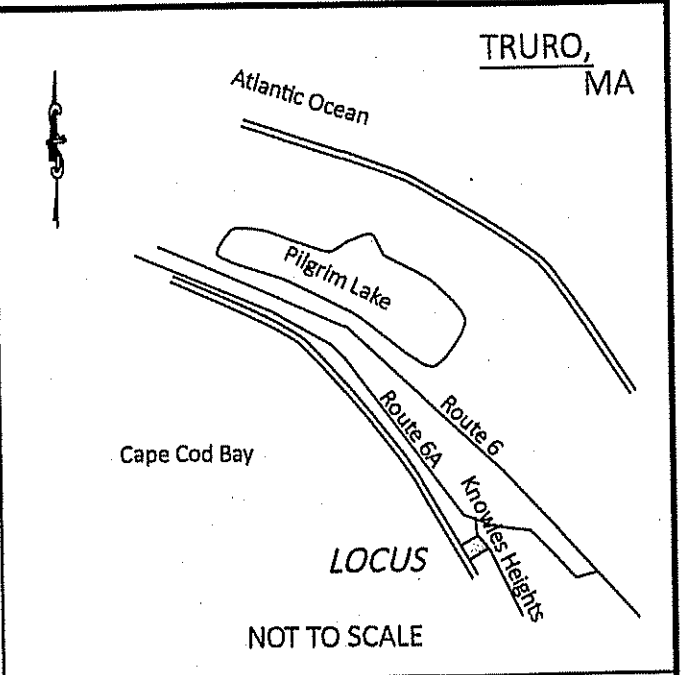 TRURO,
MA
Atlantic Ocean
Pilgrim Lake
Route 6
Route 6A
Cape Cod Bay
Knowles Heights
LOCUS
NOT TO SCALE